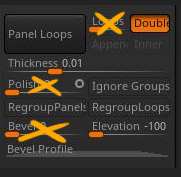 Loops Double
Panel Loops
Append Inner
Thickness 0.01
Polish Ignore Groups
RegroupPanels RegroupLoops
Bevel 0 Elevation -100
Bevel Profile